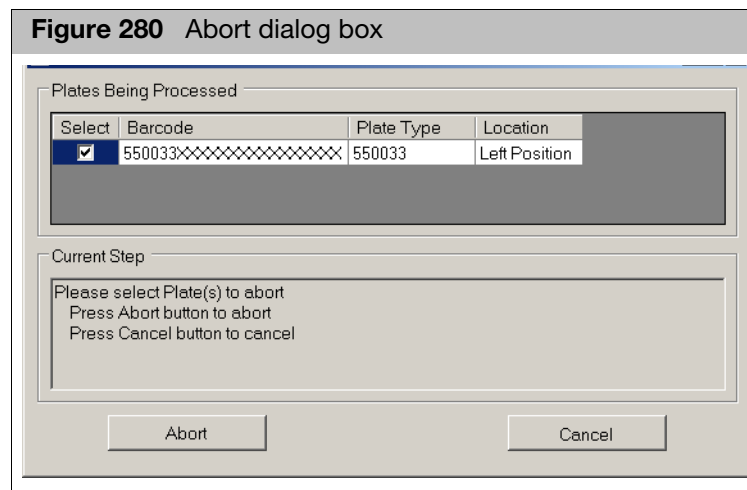 Figure 280 Abort dialog box
Plates Being Processed
Select Barcode Plate Type Location
550033XXXXXXXXXXXXXXXX 550033 Left Position
Current Step
Please select Plate(s) to abort
Press Abort button to abort
Press Cancel button to cancel
Abort Cancel